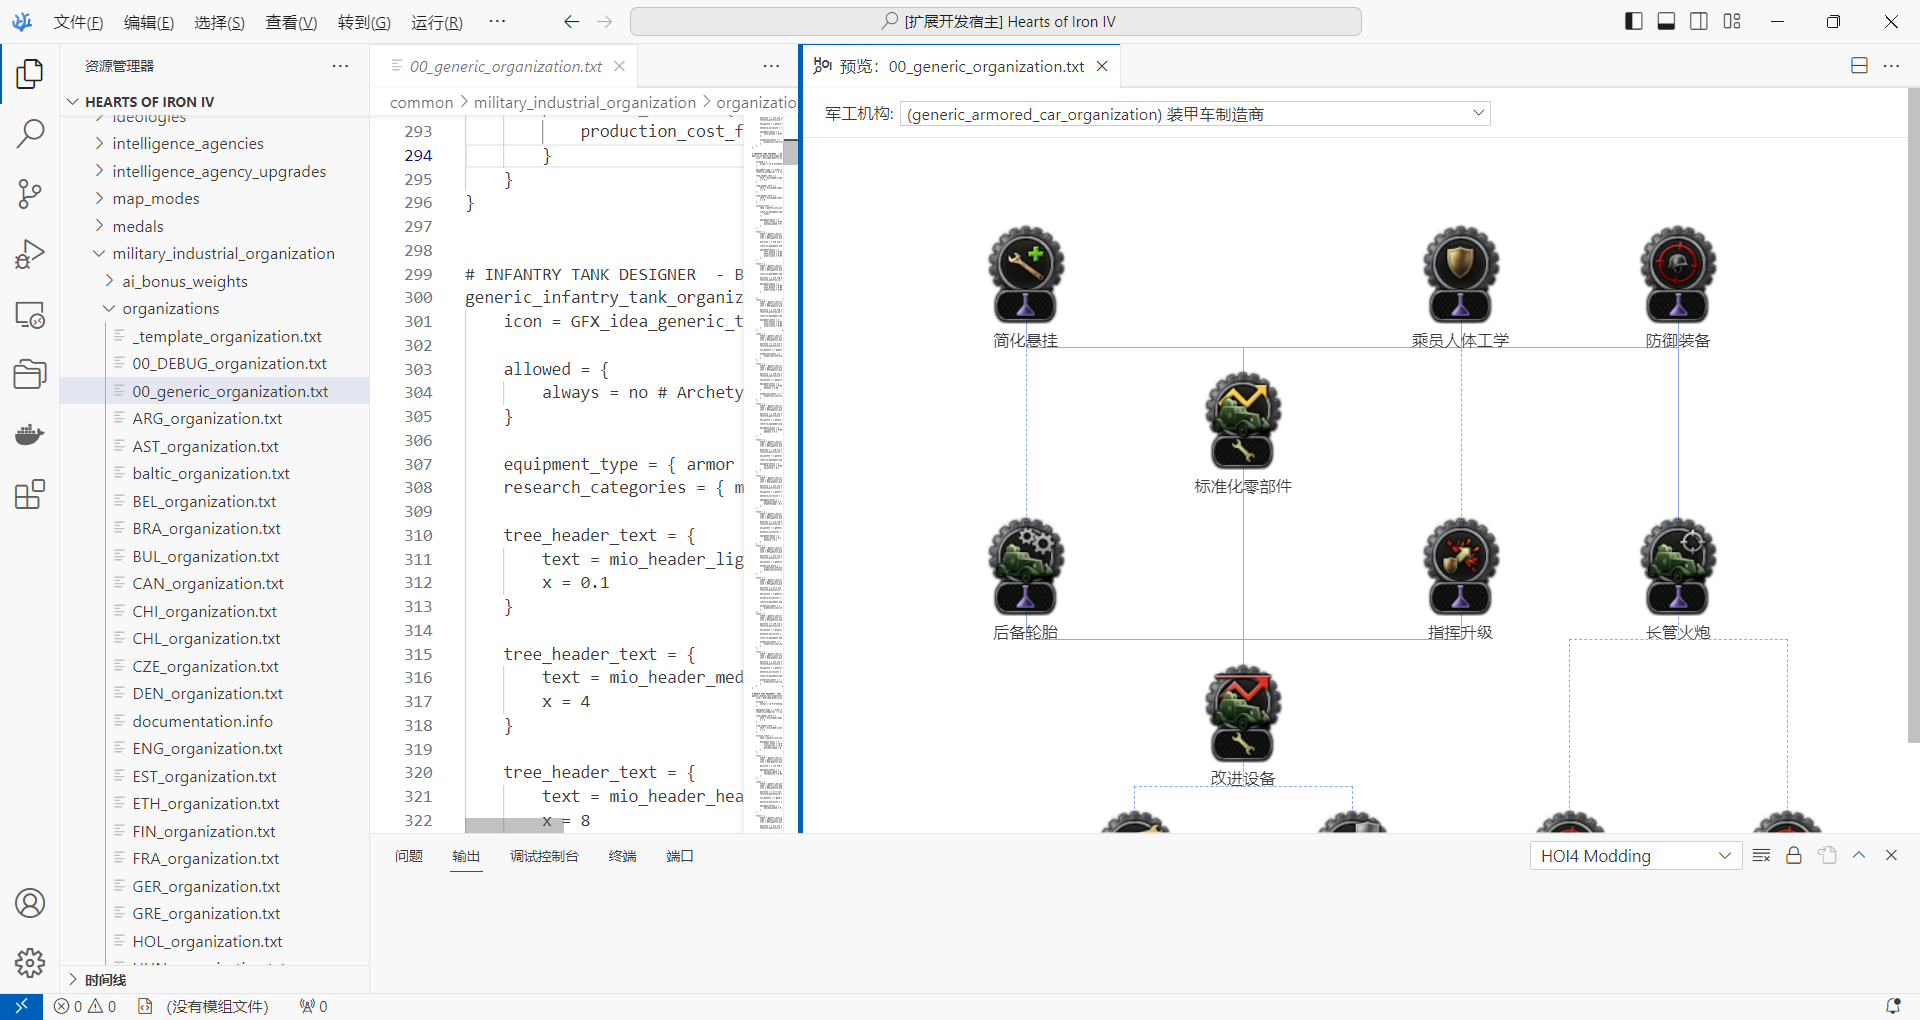 文件(F) 编辑(E) 选择(S) 查看(V) 转到(G) 运行(R) ···
[扩展开发宿主] Hearts of Iron IV
资源管理器
HEARTS OF IRON IV
ideologies
intelligence_agencies
intelligence_agency_upgrades
map_modes
medals
military_industrial_organization
ai_bonus_weights
organizations
_template_organization.txt
00_DEBUG_organization.txt
00_generic_organization.txt
ARG_organization.txt
AST_organization.txt
baltic_organization.txt
BEL_organization.txt
BRA_organization.txt
BUL_organization.txt
CAN_organization.txt
CHI_organization.txt
CHL_organization.txt
CZE_organization.txt
DEN_organization.txt
documentation.info
ENG_organization.txt
EST_organization.txt
ETH_organization.txt
FIN_organization.txt
FRA_organization.txt
GER_organization.txt
GRE_organization.txt
HOL_organization.txt
时间线
00_generic_organization.txt
common > military_industrial_organization > organizatio
293 production_cost_f
294 }
295 }
296 }
297
298
299 # INFANTRY TANK DESIGNER  - B
300 generic_infantry_tank_organiz
301 icon = GFX_idea_generic_t
302
303 allowed = {
304 always = no # Archety
305 }
306
307 equipment_type = { armor
308 research_categories = { m
309
310 tree_header_text = {
311 text = mio_header_lig
312 x = 0.1
313 }
314
315 tree_header_text = {
316 text = mio_header_med
317 x = 4
318 }
319
320 tree_header_text = {
321 text = mio_header_hea
322 x = 8
HOI 预览: 00_generic_organization.txt
军工机构: (generic_armored_car_organization) 装甲车制造商
简化悬挂 乘员人体工学 防御装备
标准化零部件
后备轮胎 指挥升级 长管火炮
改进设备
问题 输出 调试控制台 终端 端口
HOI4 Modding
0 0 (没有模组文件) 0